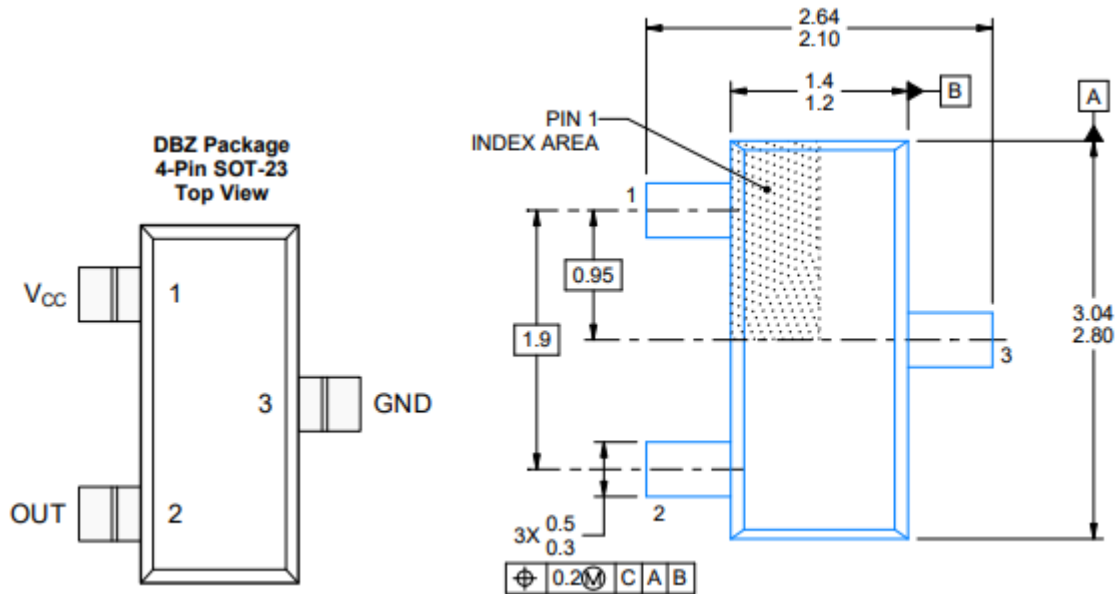 DBZ Package
4-Pin SOT-23
Top View
VCC
1
3
GND
OUT
2
2.64
2.10
1.4
1.2
B
A
PIN 1
INDEX AREA
1
0.95
1.9
3.04
2.80
3
2
3X 0.5
0.3
⌖ 0.2Ⓜ C A B